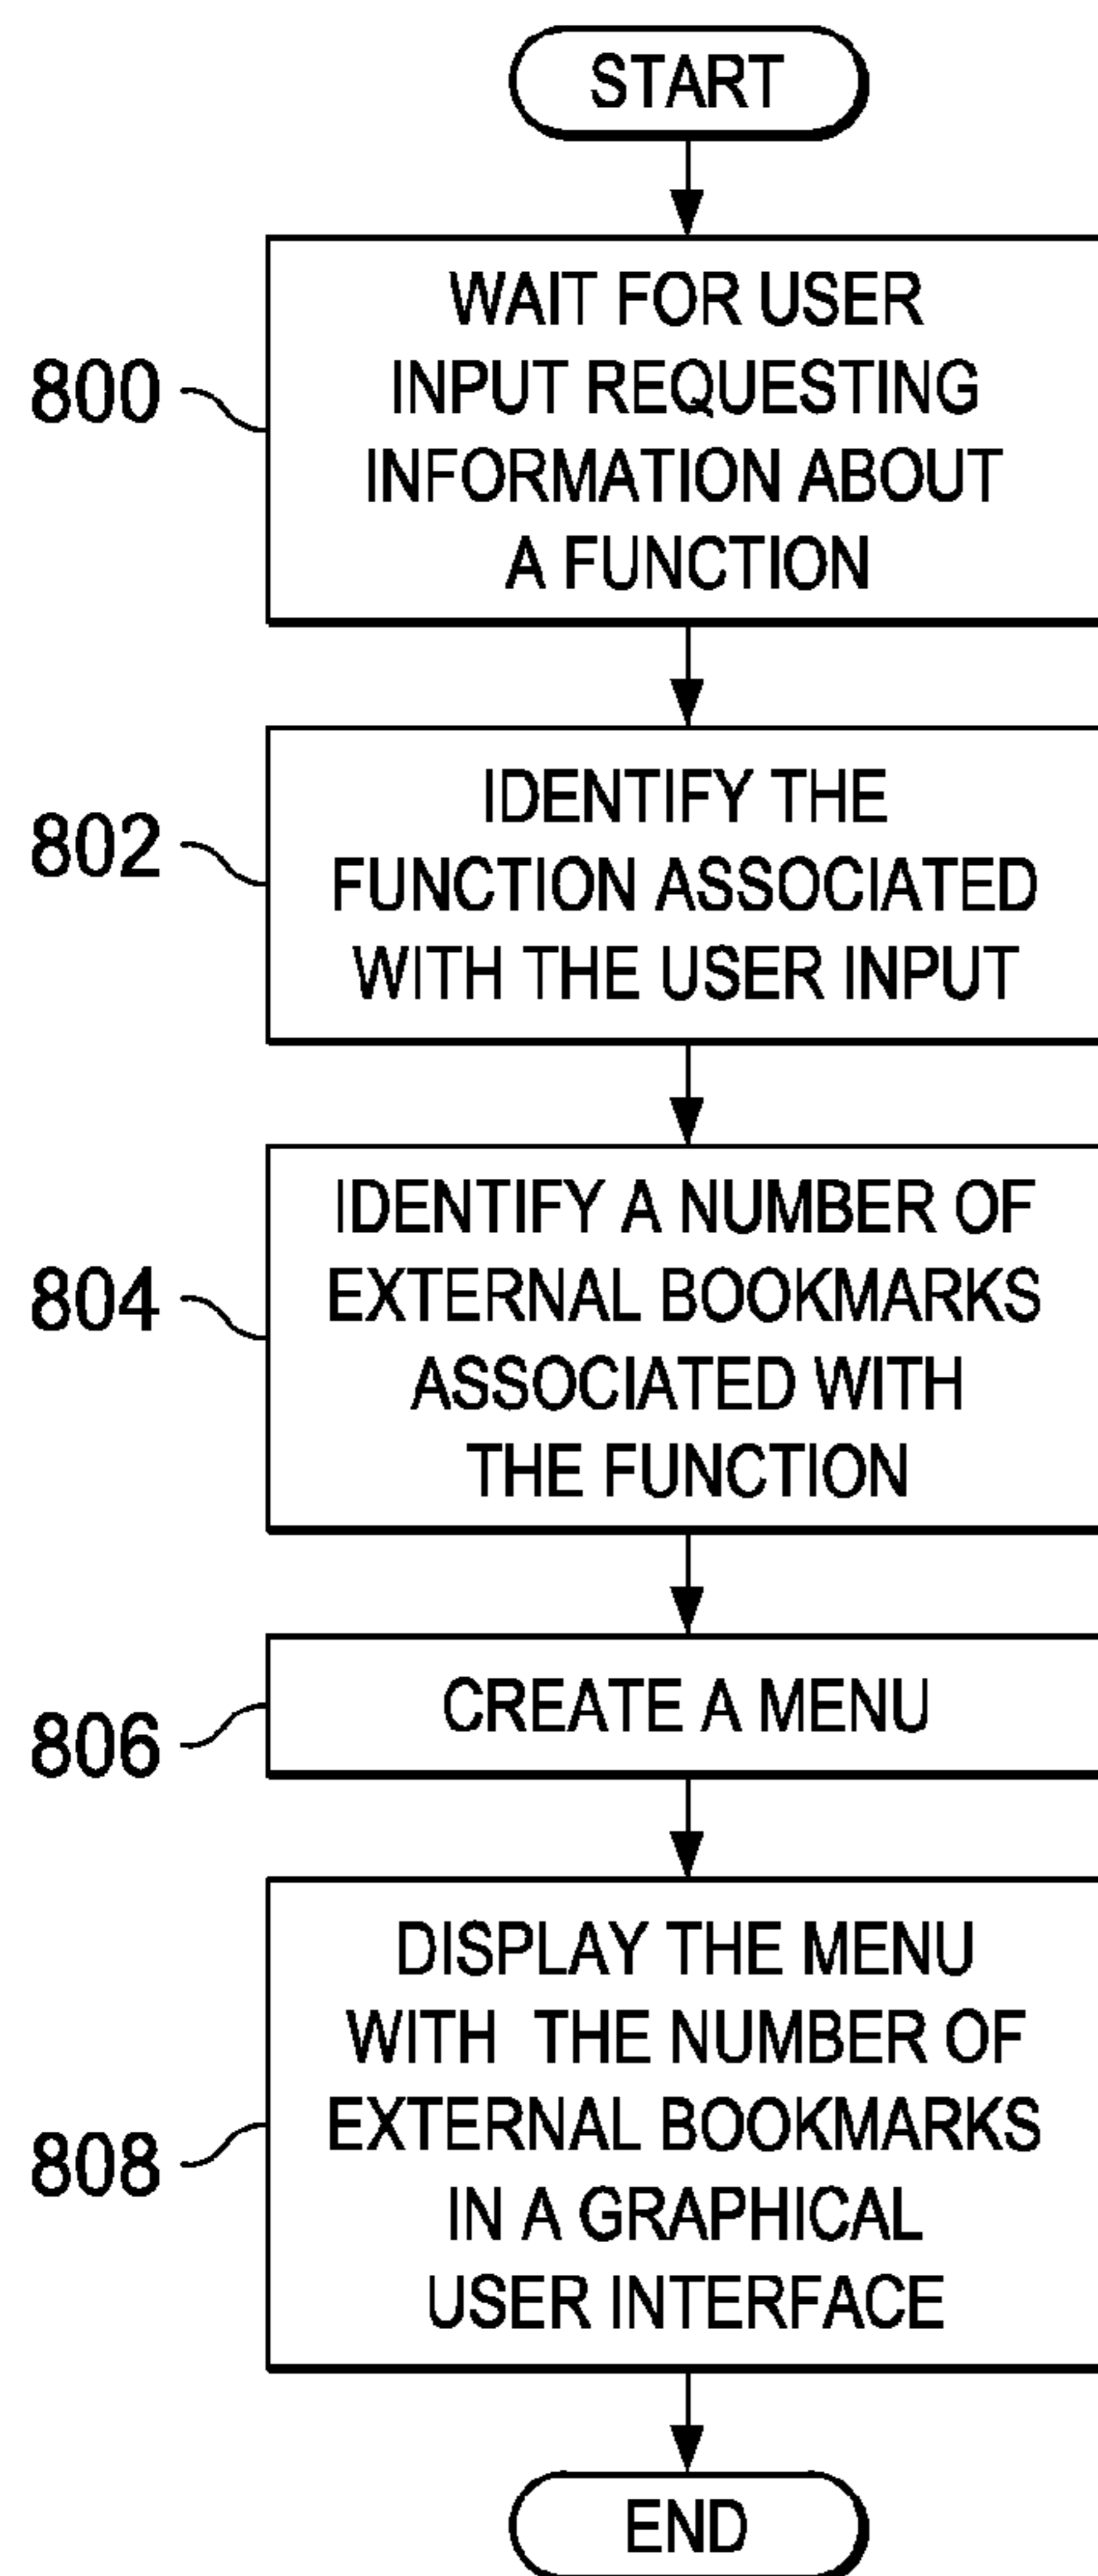 START
800
WAIT FOR USER
INPUT REQUESTING
INFORMATION ABOUT
A FUNCTION
802
IDENTIFY THE
FUNCTION ASSOCIATED
WITH THE USER INPUT
804
IDENTIFY A NUMBER OF
EXTERNAL BOOKMARKS
ASSOCIATED WITH
THE FUNCTION
806
CREATE A MENU
808
DISPLAY THE MENU
WITH THE NUMBER OF
EXTERNAL BOOKMARKS
IN A GRAPHICAL
USER INTERFACE
END